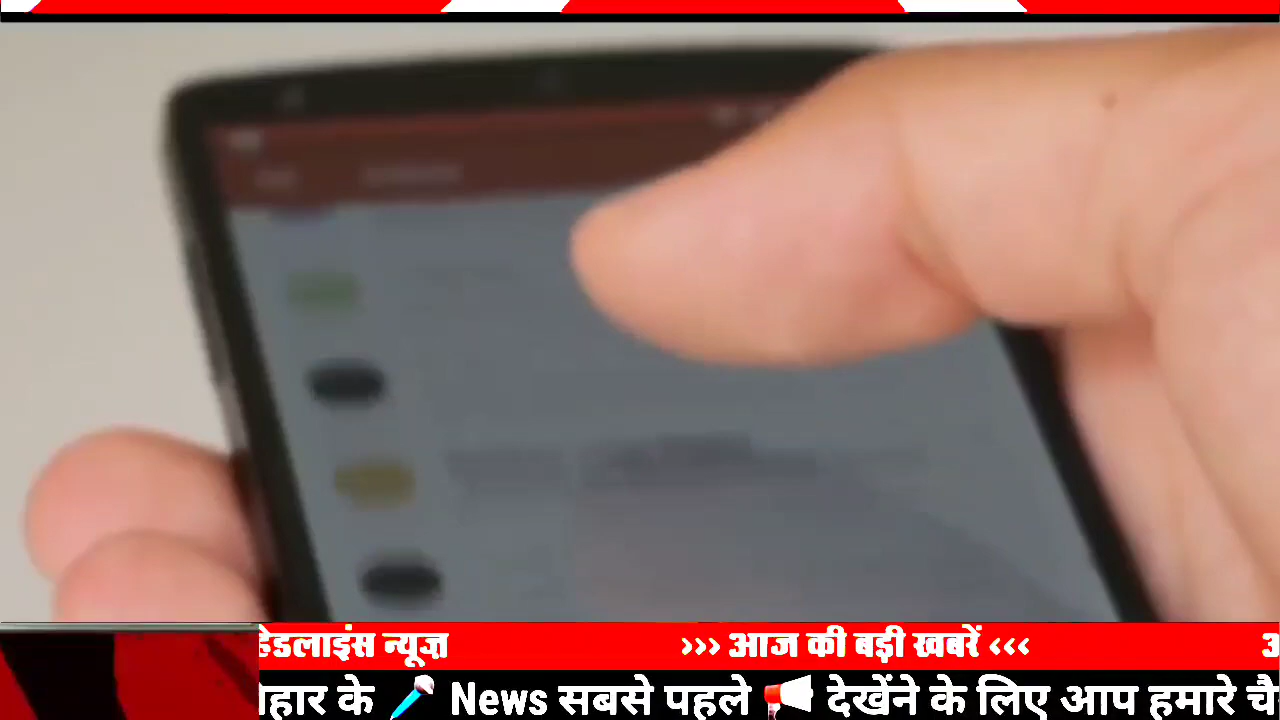 हेडलाइंस न्यूज़ >>> आज की बड़ी खबरें <<<
के News सबसे पहले देखेंने के लिए आप हमारे